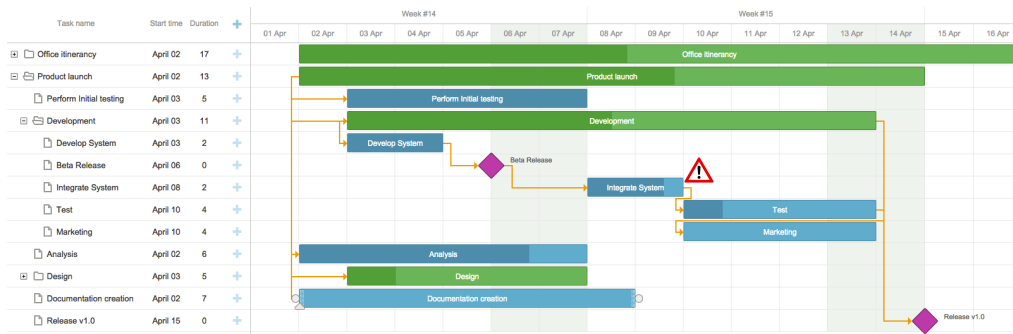 Task name Start time Duration Week #14 Week #15
01 Apr 02 Apr 03 Apr 04 Apr 05 Apr 06 Apr 07 Apr 08 Apr 09 Apr 10 Apr 11 Apr 12 Apr 13 Apr 14 Apr 15 Apr 16 Apr
Office itinerancy April 02 17 Office itinerancy
Product launch April 02 13 Product launch
Perform Initial testing April 03 5 Perform Initial testing
Development April 03 11 Development
Develop System April 03 2 Develop System
Beta Release April 06 0 Beta Release
Integrate System April 08 2 Integrate System
Test April 10 4 Test
Marketing April 10 4 Marketing
Analysis April 02 6 Analysis
Design April 03 5 Design
Documentation creation April 02 7 Documentation creation
Release v1.0 April 15 0 Release v1.0